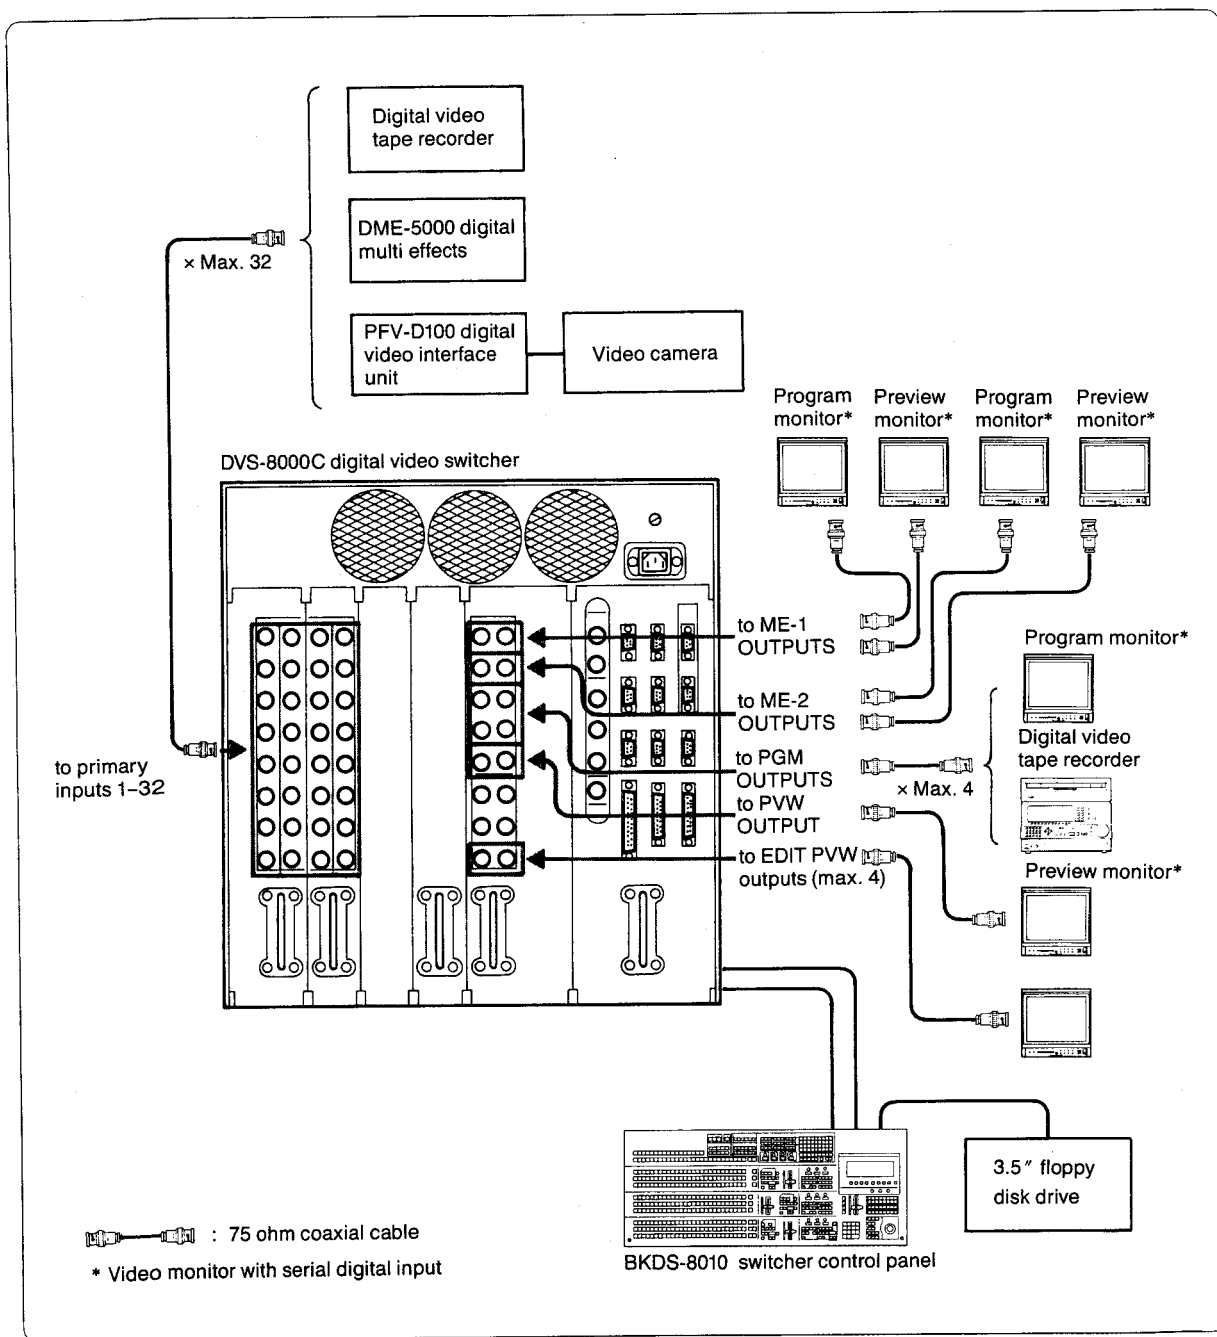 Digital video
tape recorder
DME-5000 digital
multi effects
× Max. 32
PFV-D100 digital
video interface
unit
Video camera
Program
monitor*
Preview
monitor*
Program
monitor*
Preview
monitor*
DVS-8000C digital video switcher
to ME-1
OUTPUTS
Program monitor*
to ME-2
OUTPUTS
Digital video
tape recorder
to primary
inputs 1–32
to PGM
OUTPUTS
× Max. 4
to PVW
OUTPUT
to EDIT PVW
outputs (max. 4)
Preview monitor*
3.5″ floppy
disk drive
: 75 ohm coaxial cable
BKDS-8010 switcher control panel
* Video monitor with serial digital input